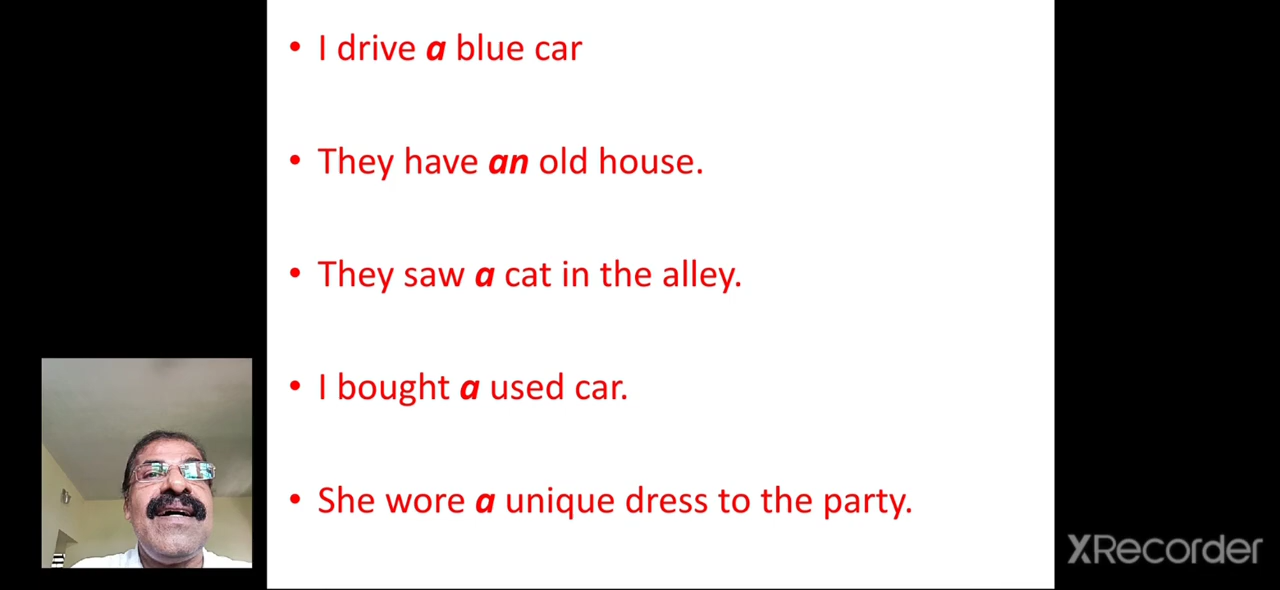 • I drive a blue car
• They have an old house.
• They saw a cat in the alley.
• I bought a used car.
• She wore a unique dress to the party.
XRecorder